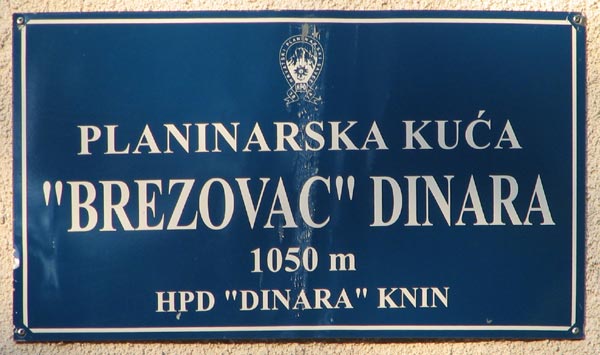 PLANINARSKA KUĆA
"BREZOVAC" DINARA
1050 m
HPD "DINARA" KNIN